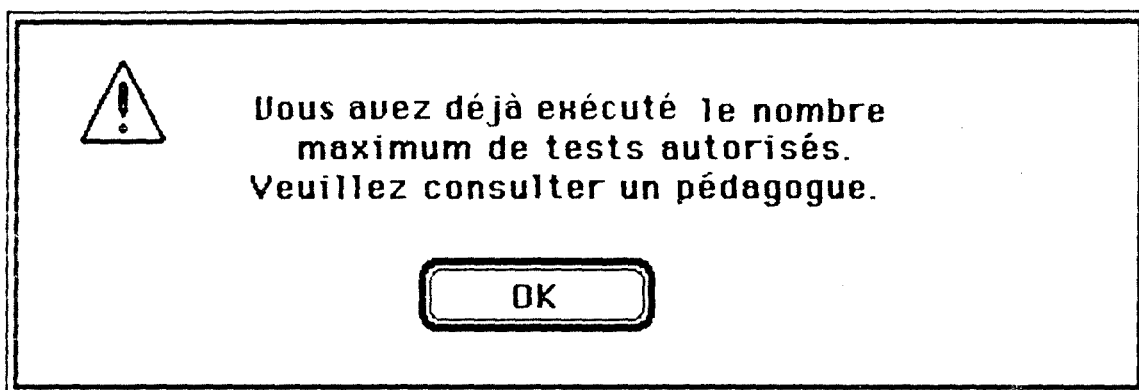 Vous avez déjà exécuté le nombre
maximum de tests autorisés.
Veuillez consulter un pédagogue.
OK